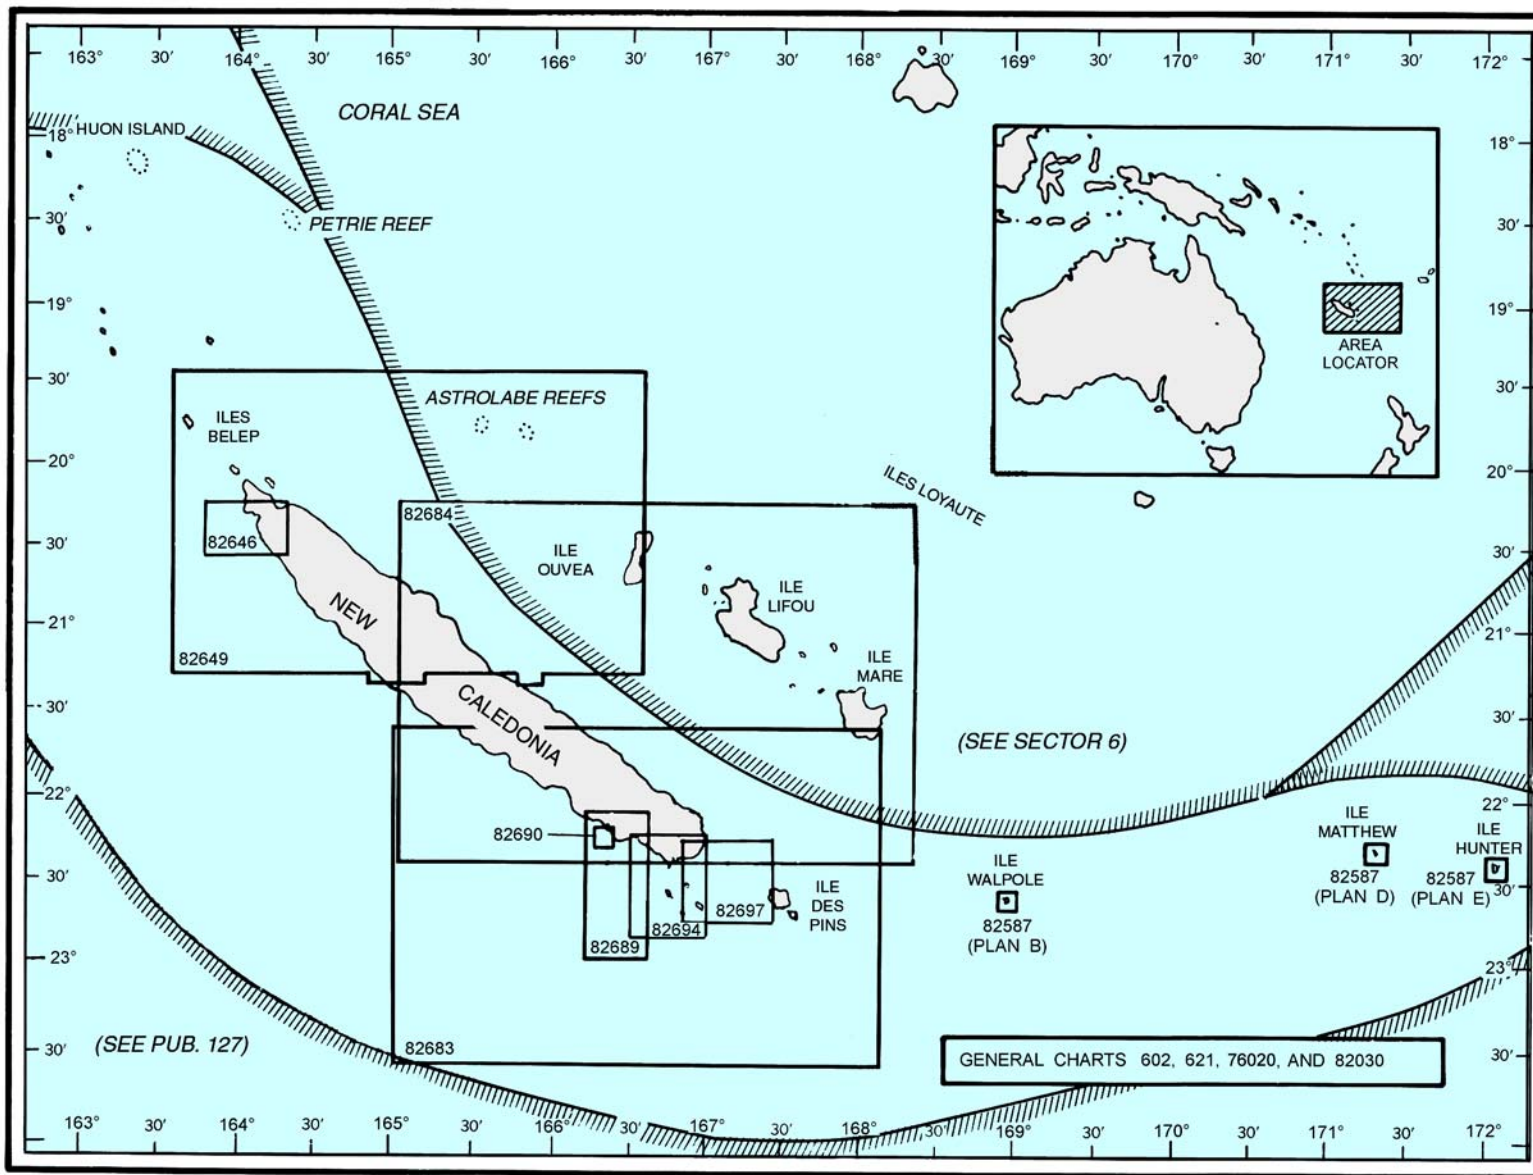 163° 30' 164° 30' 165° 30' 166° 30' 167° 30' 168° 30' 169° 30' 170° 30' 171° 30' 172°
CORAL SEA
HUON ISLAND
18°
18°
30'
PETRIE REEF
30'
19°
19°
AREA
LOCATOR
30'
30'
ASTROLABE REEFS
ILES
BELEP
20°
20°
ILES LOYAUTE
82684
82646
30'
30'
ILE
OUVEA
ILE
LIFOU
NEW
21°
21°
82649
ILE
MARE
30'
30'
CALEDONIA
(SEE SECTOR 6)
22°
22°
82690
ILE
MATTHEW
82587
(PLAN D)
ILE
HUNTER
82587
(PLAN E)
30'
30'
ILE
WALPOLE
82587
(PLAN B)
ILE
DES
PINS
82697
82694
82689
23°
23°
(SEE PUB. 127)
30'
82683
30'
GENERAL CHARTS 602, 621, 76020, AND 82030
163° 30' 164° 30' 165° 30' 166° 30' 167° 30' 168° 30' 169° 30' 170° 30' 171° 30' 172°